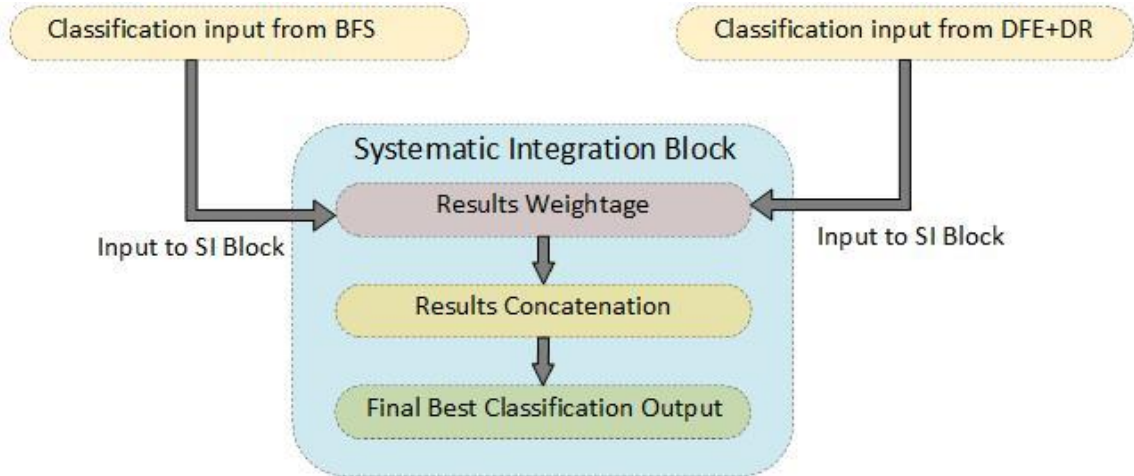 Classification input from BFS
Classification input from DFE+DR
Systematic Integration Block
Results Weightage
Input to SI Block
Input to SI Block
Results Concatenation
Final Best Classification Output